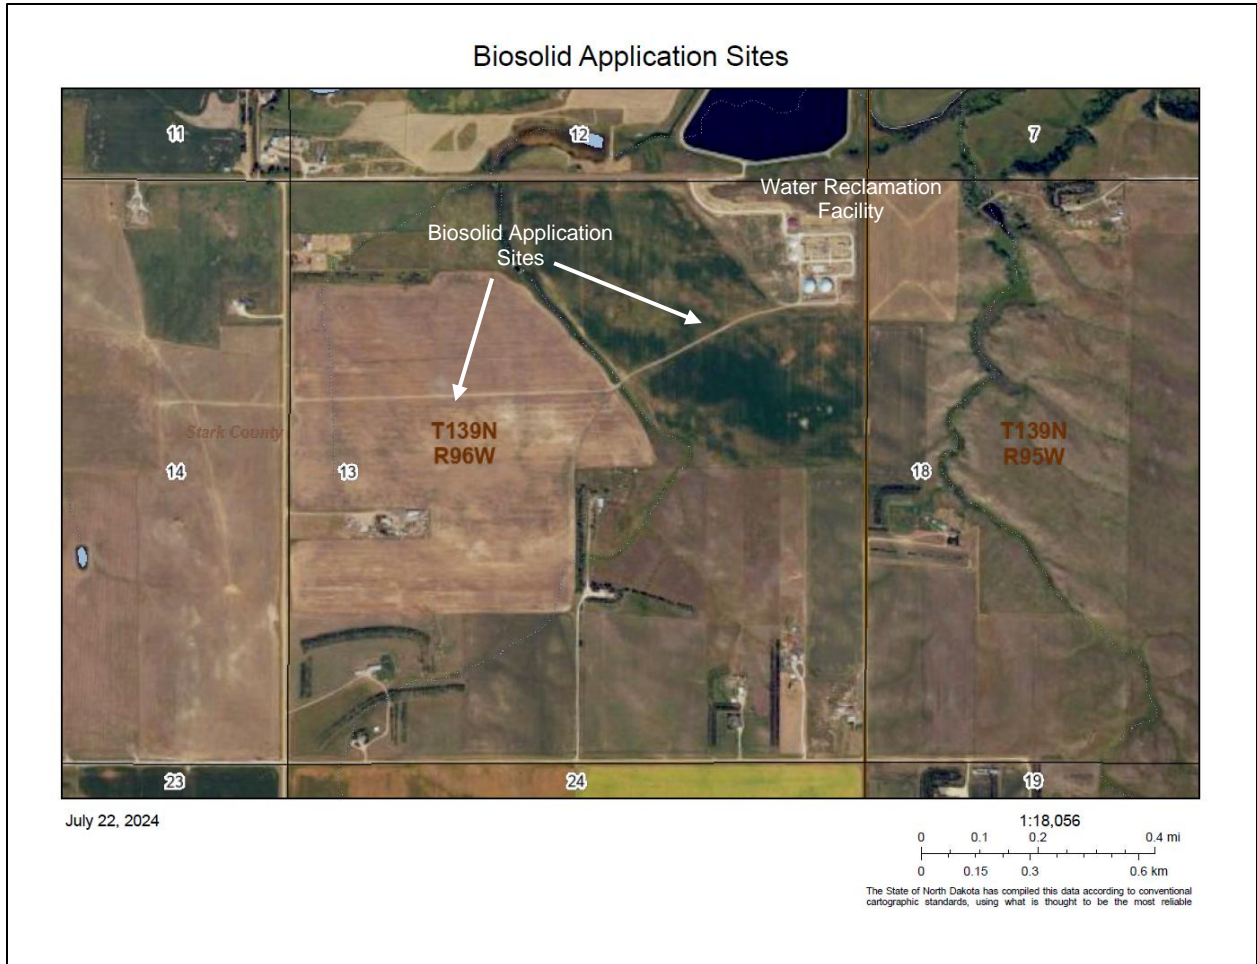 Biosolid Application Sites
11
12
7
Water Reclamation
Facility
Biosolid Application
Sites
Stark County
T139N
R96W
T139N
R95W
14
13
18
23
24
19
July 22, 2024
1:18,056
0 0.1 0.2 0.4 mi
0 0.15 0.3 0.6 km
The State of North Dakota has compiled this data according to conventional
cartographic standards, using what is thought to be the most reliable